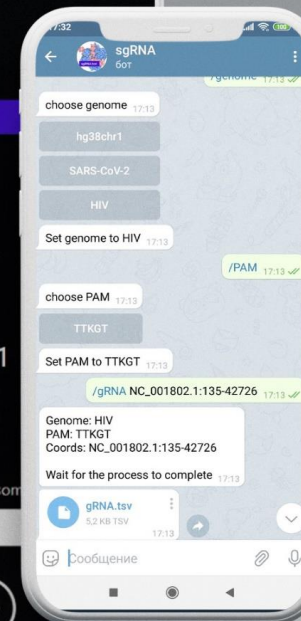 7:32
sgRNA
бот
/genome 17:13
choose genome 17:13
hg38chr1
SARS-CoV-2
HIV
Set genome to HIV 17:13
/PAM 17:13
choose PAM 17:13
TTKGT
Set PAM to TTKGT 17:13
/gRNA NC_001802.1:135-42726 17:13
Genome: HIV
PAM: TTKGT
Coords: NC_001802.1:135-42726
Wait for the process to complete 17:13
gRNA.tsv
5,2 KB TSV
17:13
Сообщение